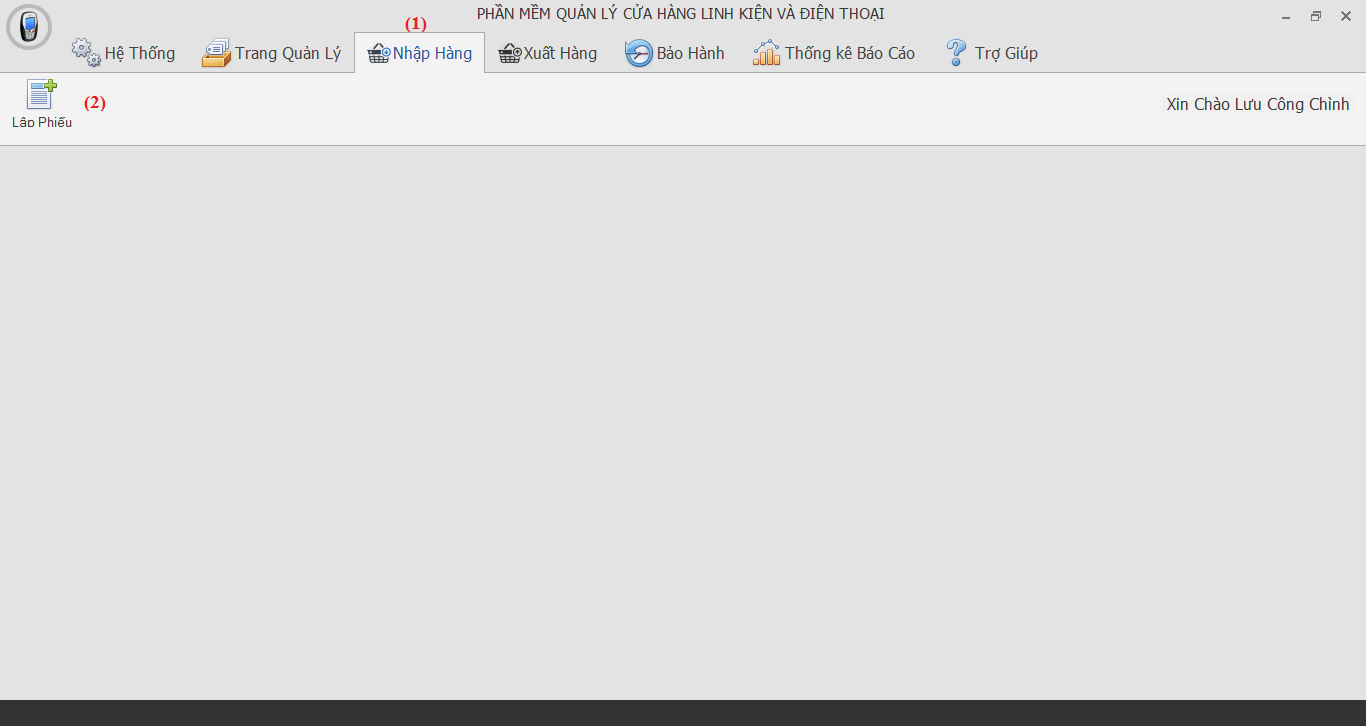 PHẦN MỀM QUẢN LÝ CỬA HÀNG LINH KIỆN VÀ ĐIỆN THOẠI
(1)
Hệ Thống Trang Quản Lý Nhập Hàng Xuất Hàng Bảo Hành Thống kê Báo Cáo Trợ Giúp
(2)
Lập Phiếu
Xin Chào Lưu Công Chình